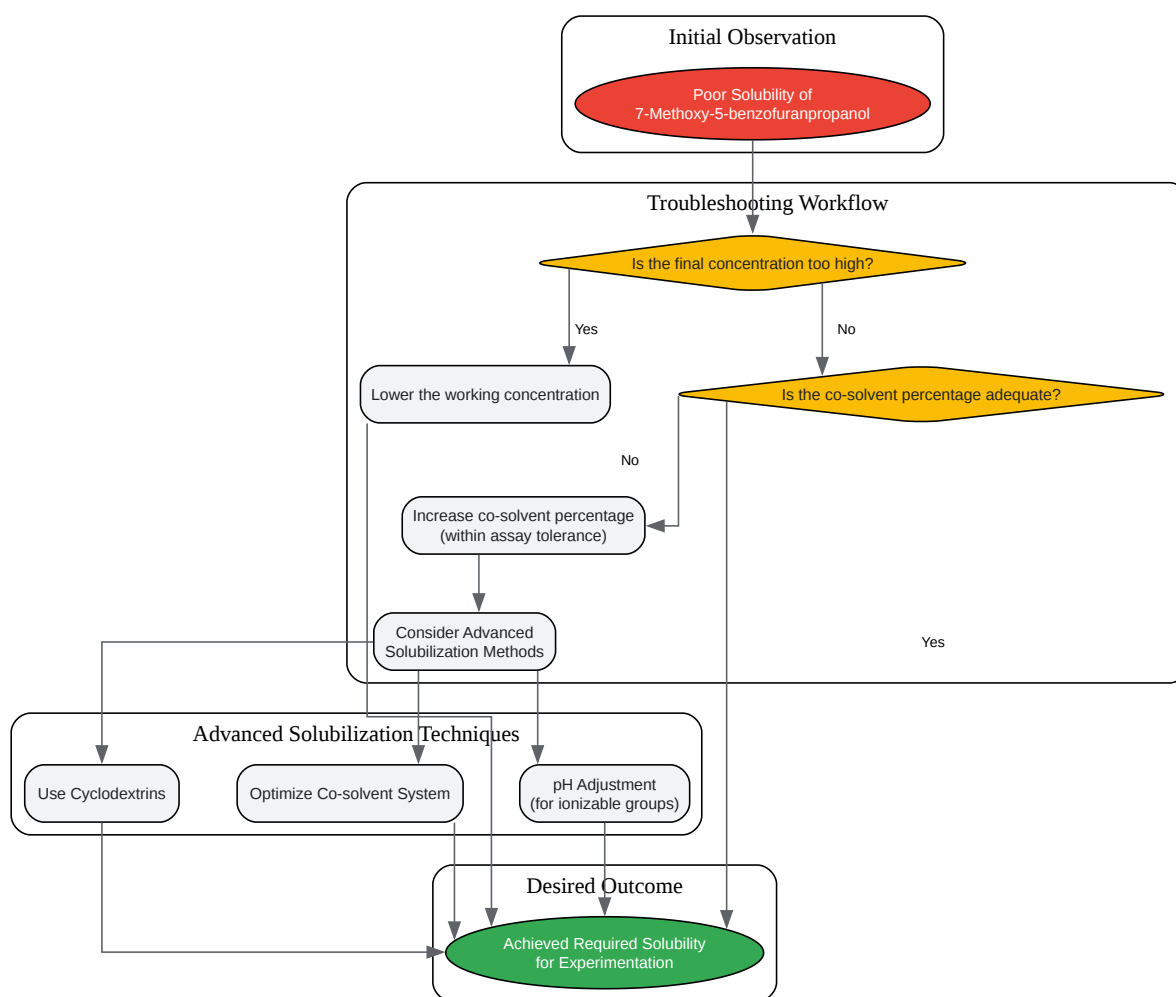 Initial Observation
Poor Solubility of
7-Methoxy-5-benzofuranpropanol
Troubleshooting Workflow
Is the final concentration too high?
Yes
No
Lower the working concentration
Is the co-solvent percentage adequate?
No
Increase co-solvent percentage
(within assay tolerance)
Consider Advanced
Solubilization Methods
Yes
Advanced Solubilization Techniques
Use Cyclodextrins
Optimize Co-solvent System
pH Adjustment
(for ionizable groups)
Desired Outcome
Achieved Required Solubility
for Experimentation